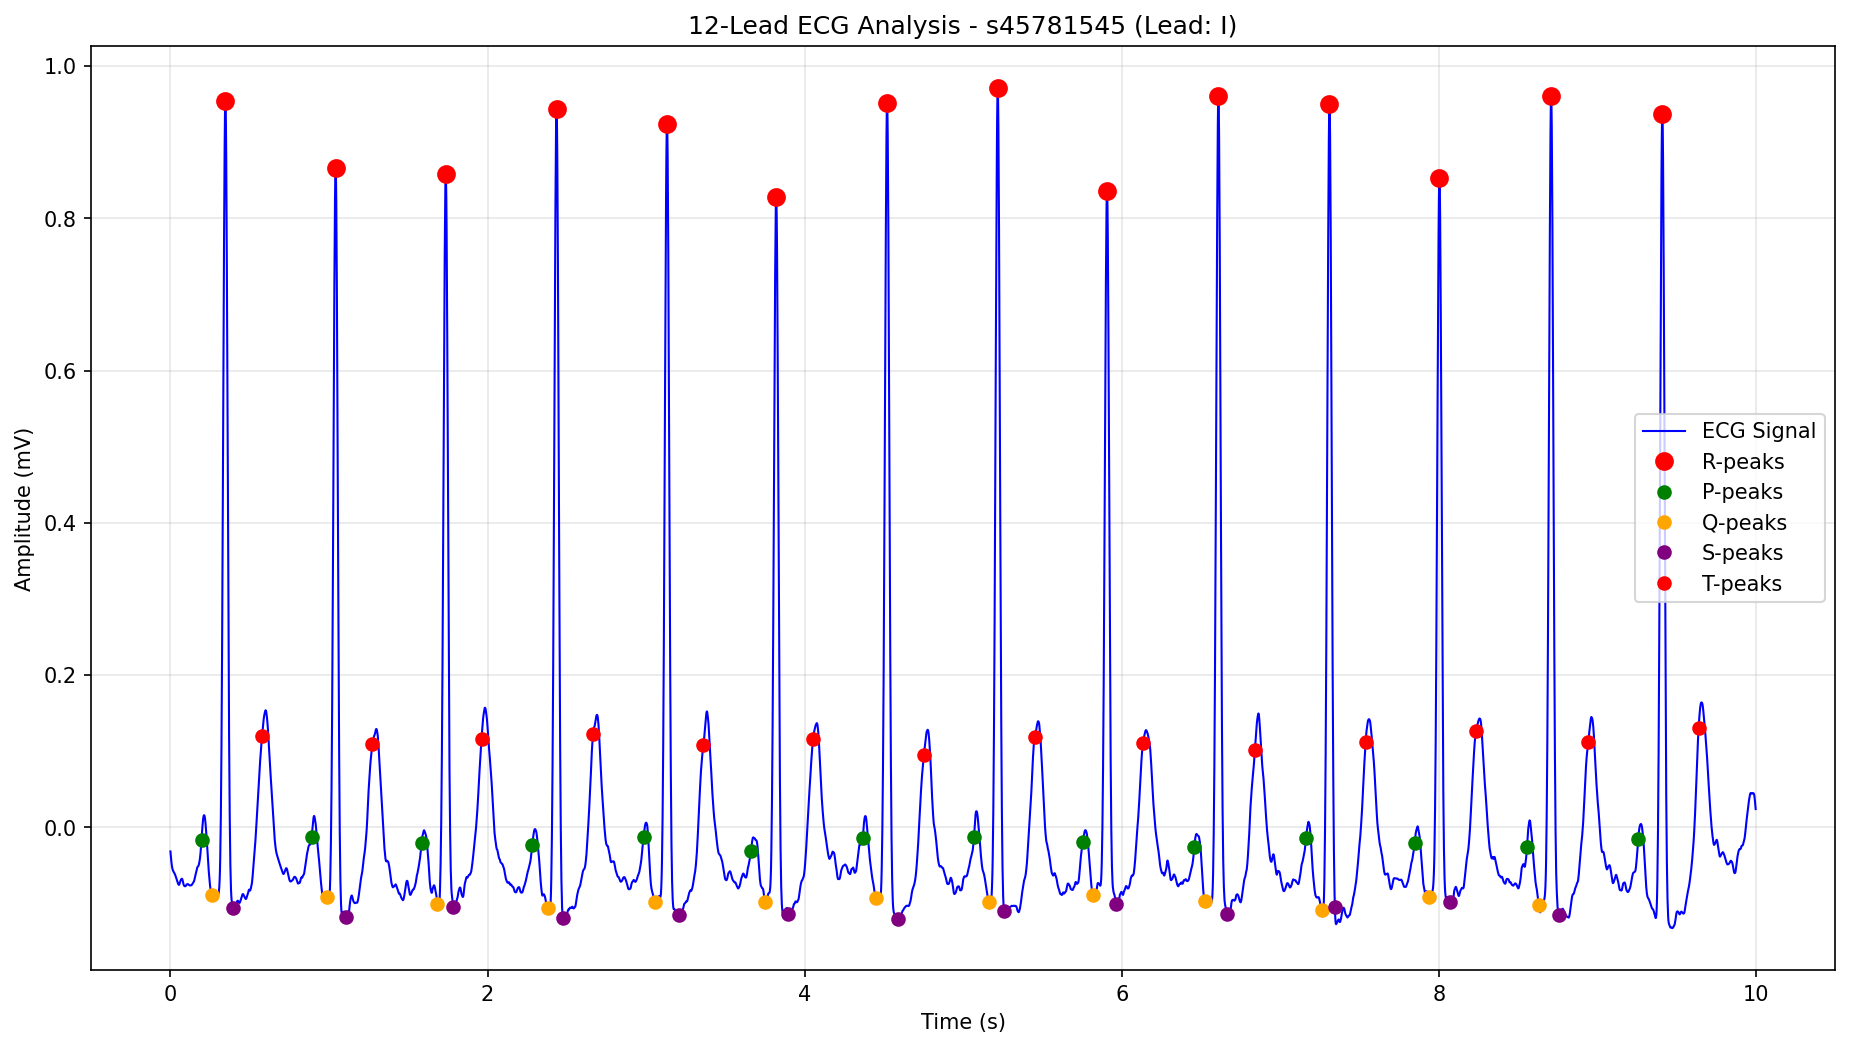 12-Lead ECG Analysis - s45781545 (Lead: I)
Amplitude (mV)
1.0
0.8
0.6
0.4
0.2
0.0
ECG Signal
R-peaks
P-peaks
Q-peaks
S-peaks
T-peaks
0 2 4 6 8 10
Time (s)